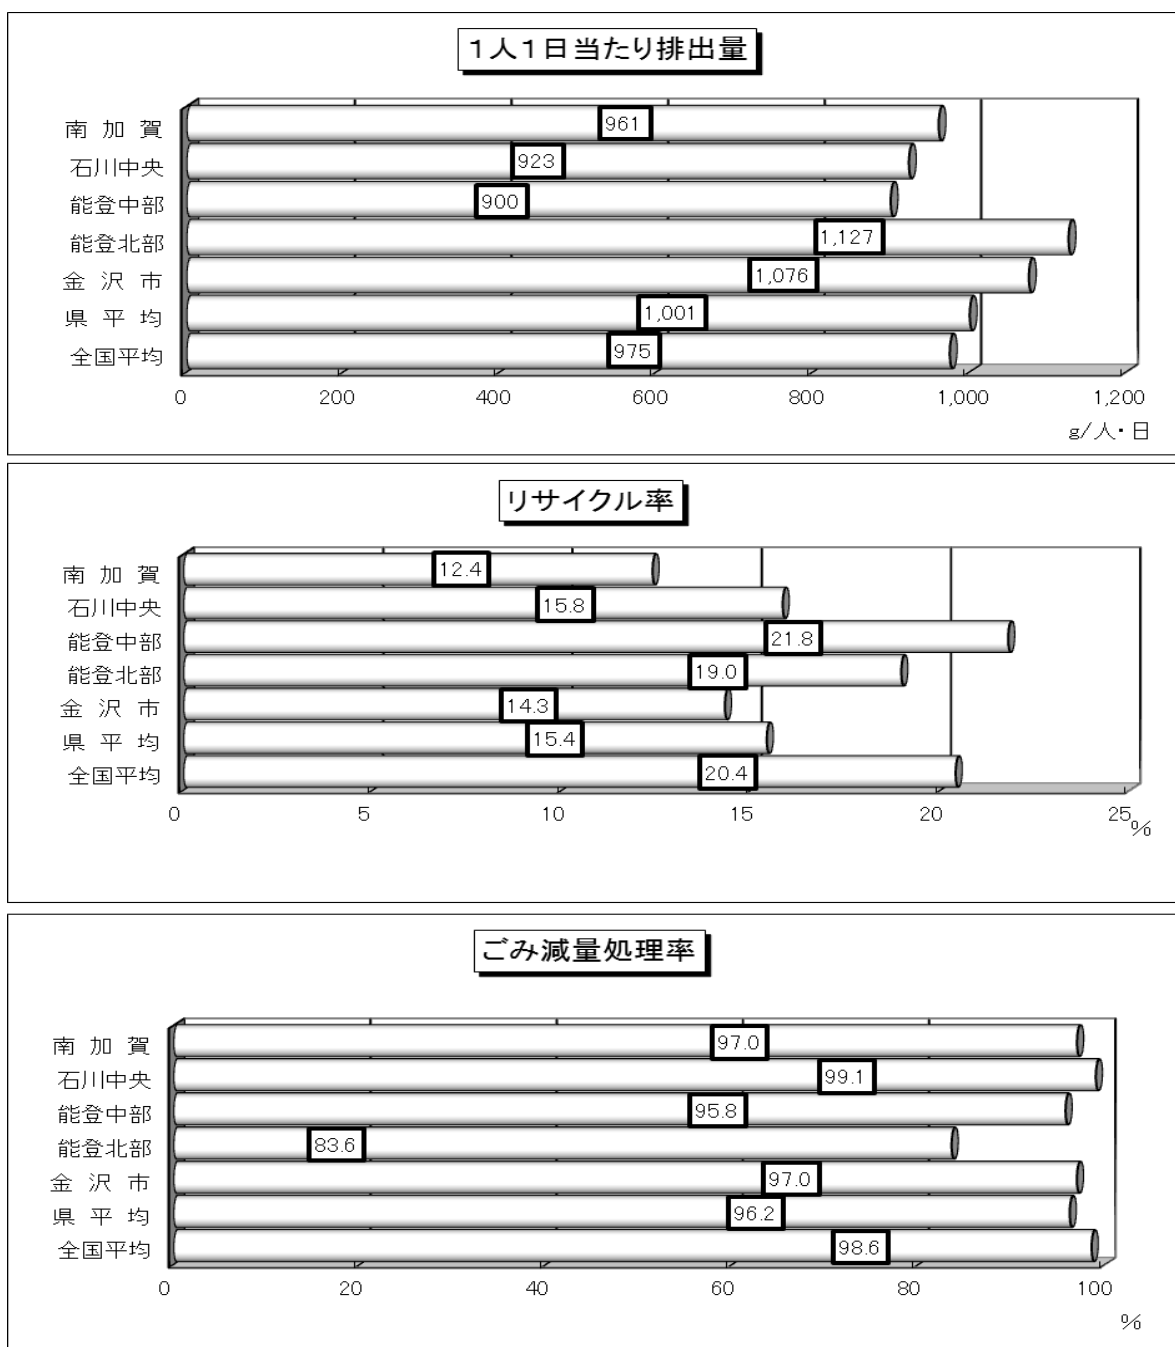 1人1日当たり排出量
南加賀 961
石川中央 923
能登中部 900
能登北部 1,127
金沢市 1,076
県平均 1,001
全国平均 975
0 200 400 600 800 1,000 1,200
g/人・日
リサイクル率
南加賀 12.4
石川中央 15.8
能登中部 21.8
能登北部 19.0
金沢市 14.3
県平均 15.4
全国平均 20.4
0 5 10 15 20 25
%
ごみ減量処理率
南加賀 97.0
石川中央 99.1
能登中部 95.8
能登北部 83.6
金沢市 97.0
県平均 96.2
全国平均 98.6
0 20 40 60 80 100
%